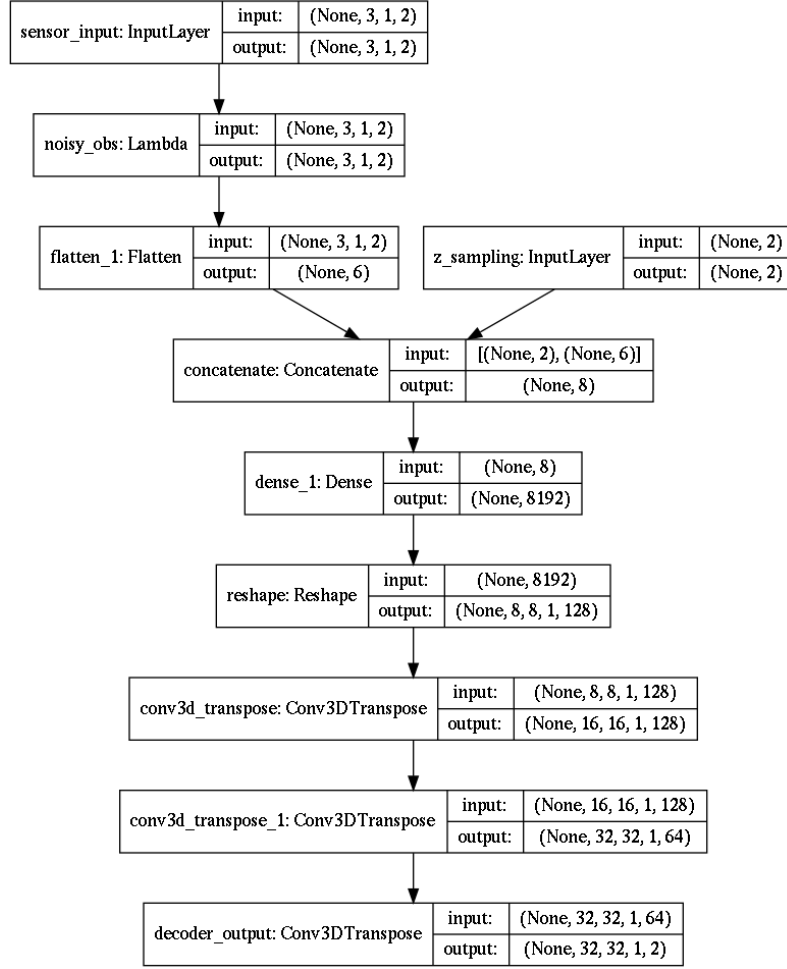 sensor_input: InputLayer
input: (None, 3, 1, 2)
output: (None, 3, 1, 2)
noisy_obs: Lambda
input: (None, 3, 1, 2)
output: (None, 3, 1, 2)
flatten_1: Flatten
input: (None, 3, 1, 2)
output: (None, 6)
z_sampling: InputLayer
input: (None, 2)
output: (None, 2)
concatenate: Concatenate
input: [(None, 2), (None, 6)]
output: (None, 8)
dense_1: Dense
input: (None, 8)
output: (None, 8192)
reshape: Reshape
input: (None, 8192)
output: (None, 8, 8, 1, 128)
conv3d_transpose: Conv3DTranspose
input: (None, 8, 8, 1, 128)
output: (None, 16, 16, 1, 128)
conv3d_transpose_1: Conv3DTranspose
input: (None, 16, 16, 1, 128)
output: (None, 32, 32, 1, 64)
decoder_output: Conv3DTranspose
input: (None, 32, 32, 1, 64)
output: (None, 32, 32, 1, 2)